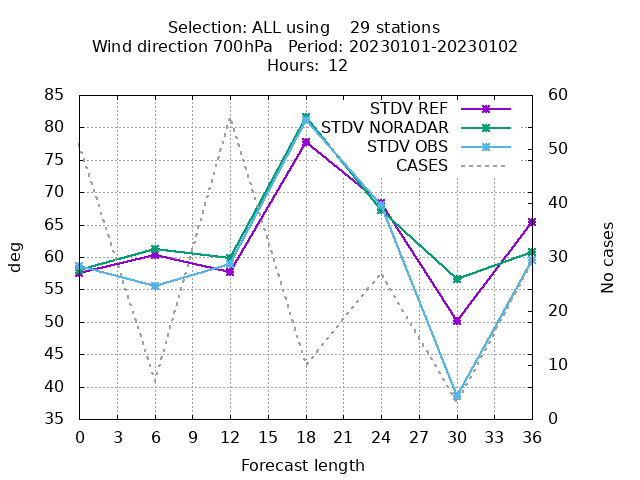 Selection: ALL using    29 stations
Wind direction 700hPa   Period: 20230101-20230102
Hours: 12
STDV REF
STDV NORADAR
STDV OBS
CASES
85
80
75
70
65
60
55
50
45
40
35
60
50
40
30
20
10
0
deg
No cases
0 3 6 9 12 15 18 21 24 27 30 33 36
Forecast length